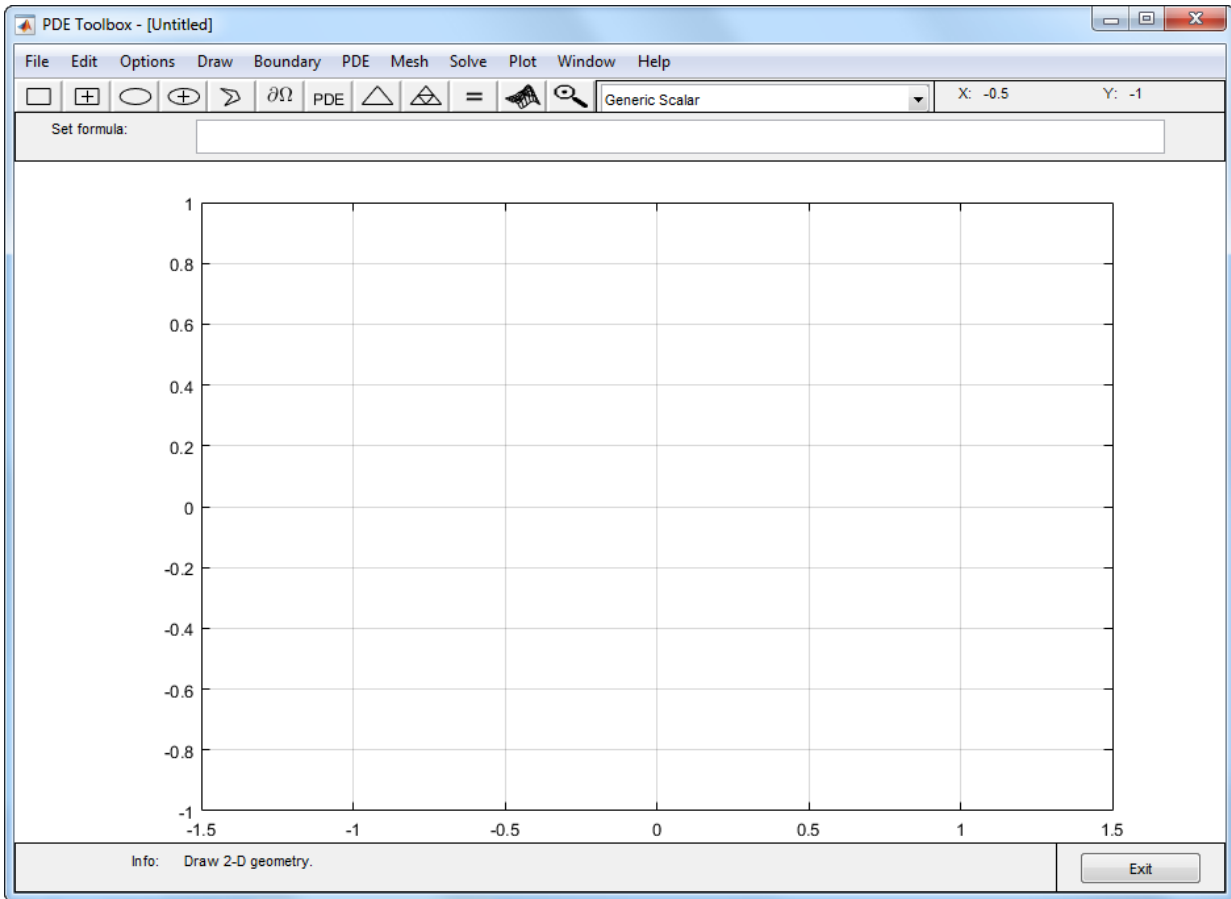 PDE Toolbox - [Untitled]
File Edit Options Draw Boundary PDE Mesh Solve Plot Window Help
∂Ω PDE = Generic Scalar X: -0.5 Y: -1
Set formula:
1
0.8
0.6
0.4
0.2
0
-0.2
-0.4
-0.6
-0.8
-1
-1.5 -1 -0.5 0 0.5 1 1.5
Info: Draw 2-D geometry. Exit